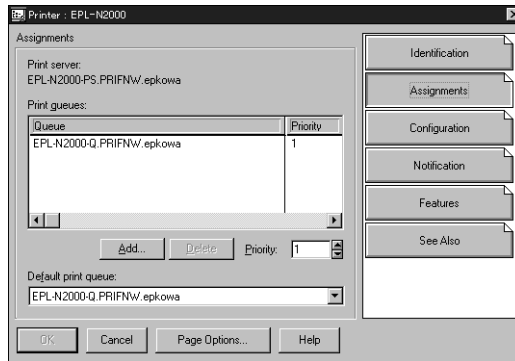 Printer : EPL-N2000
Assignments
Print server:
EPL-N2000-PS.PRIFNW.epkowa
Print queues:
Queue Priority
EPL-N2000-Q.PRIFNW.epkowa 1
Add... Delete Priority: 1
Default print queue:
EPL-N2000-Q.PRIFNW.epkowa
OK Cancel Page Options... Help
Identification
Assignments
Configuration
Notification
Features
See Also